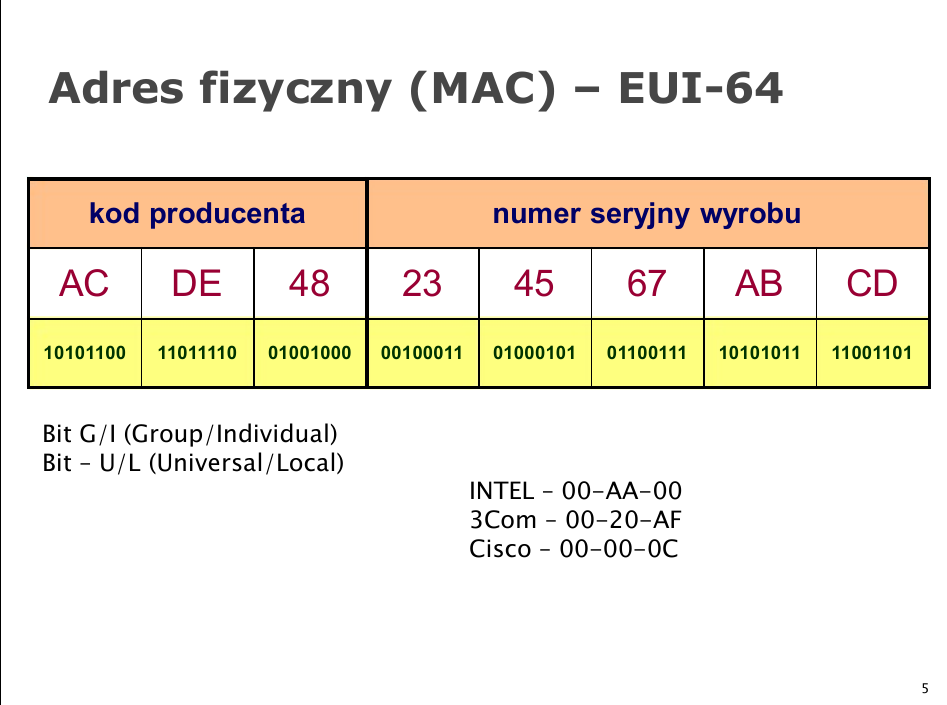 Adres fizyczny (MAC) – EUI-64
kod producenta numer seryjny wyrobu
AC DE 48 23 45 67 AB CD
10101100 11011110 01001000 00100011 01000101 01100111 10101011 11001101
Bit G/I (Group/Individual)
Bit – U/L (Universal/Local)
INTEL – 00-AA-00
3Com – 00-20-AF
Cisco – 00-00-0C
5